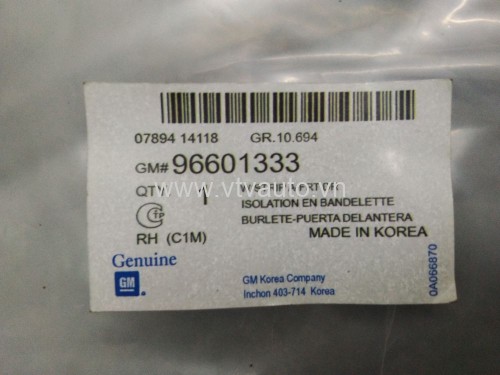 07894 14118 GR.10.694
GM# 96601333
QTY 1
ISOLATION EN BANDELETTE
BURLETE-PUERTA DELANTERA
RH (C1M) MADE IN KOREA
Genuine
GM
GM Korea Company
Inchon 403-714 Korea
0A066870
www.vtvauto.vn